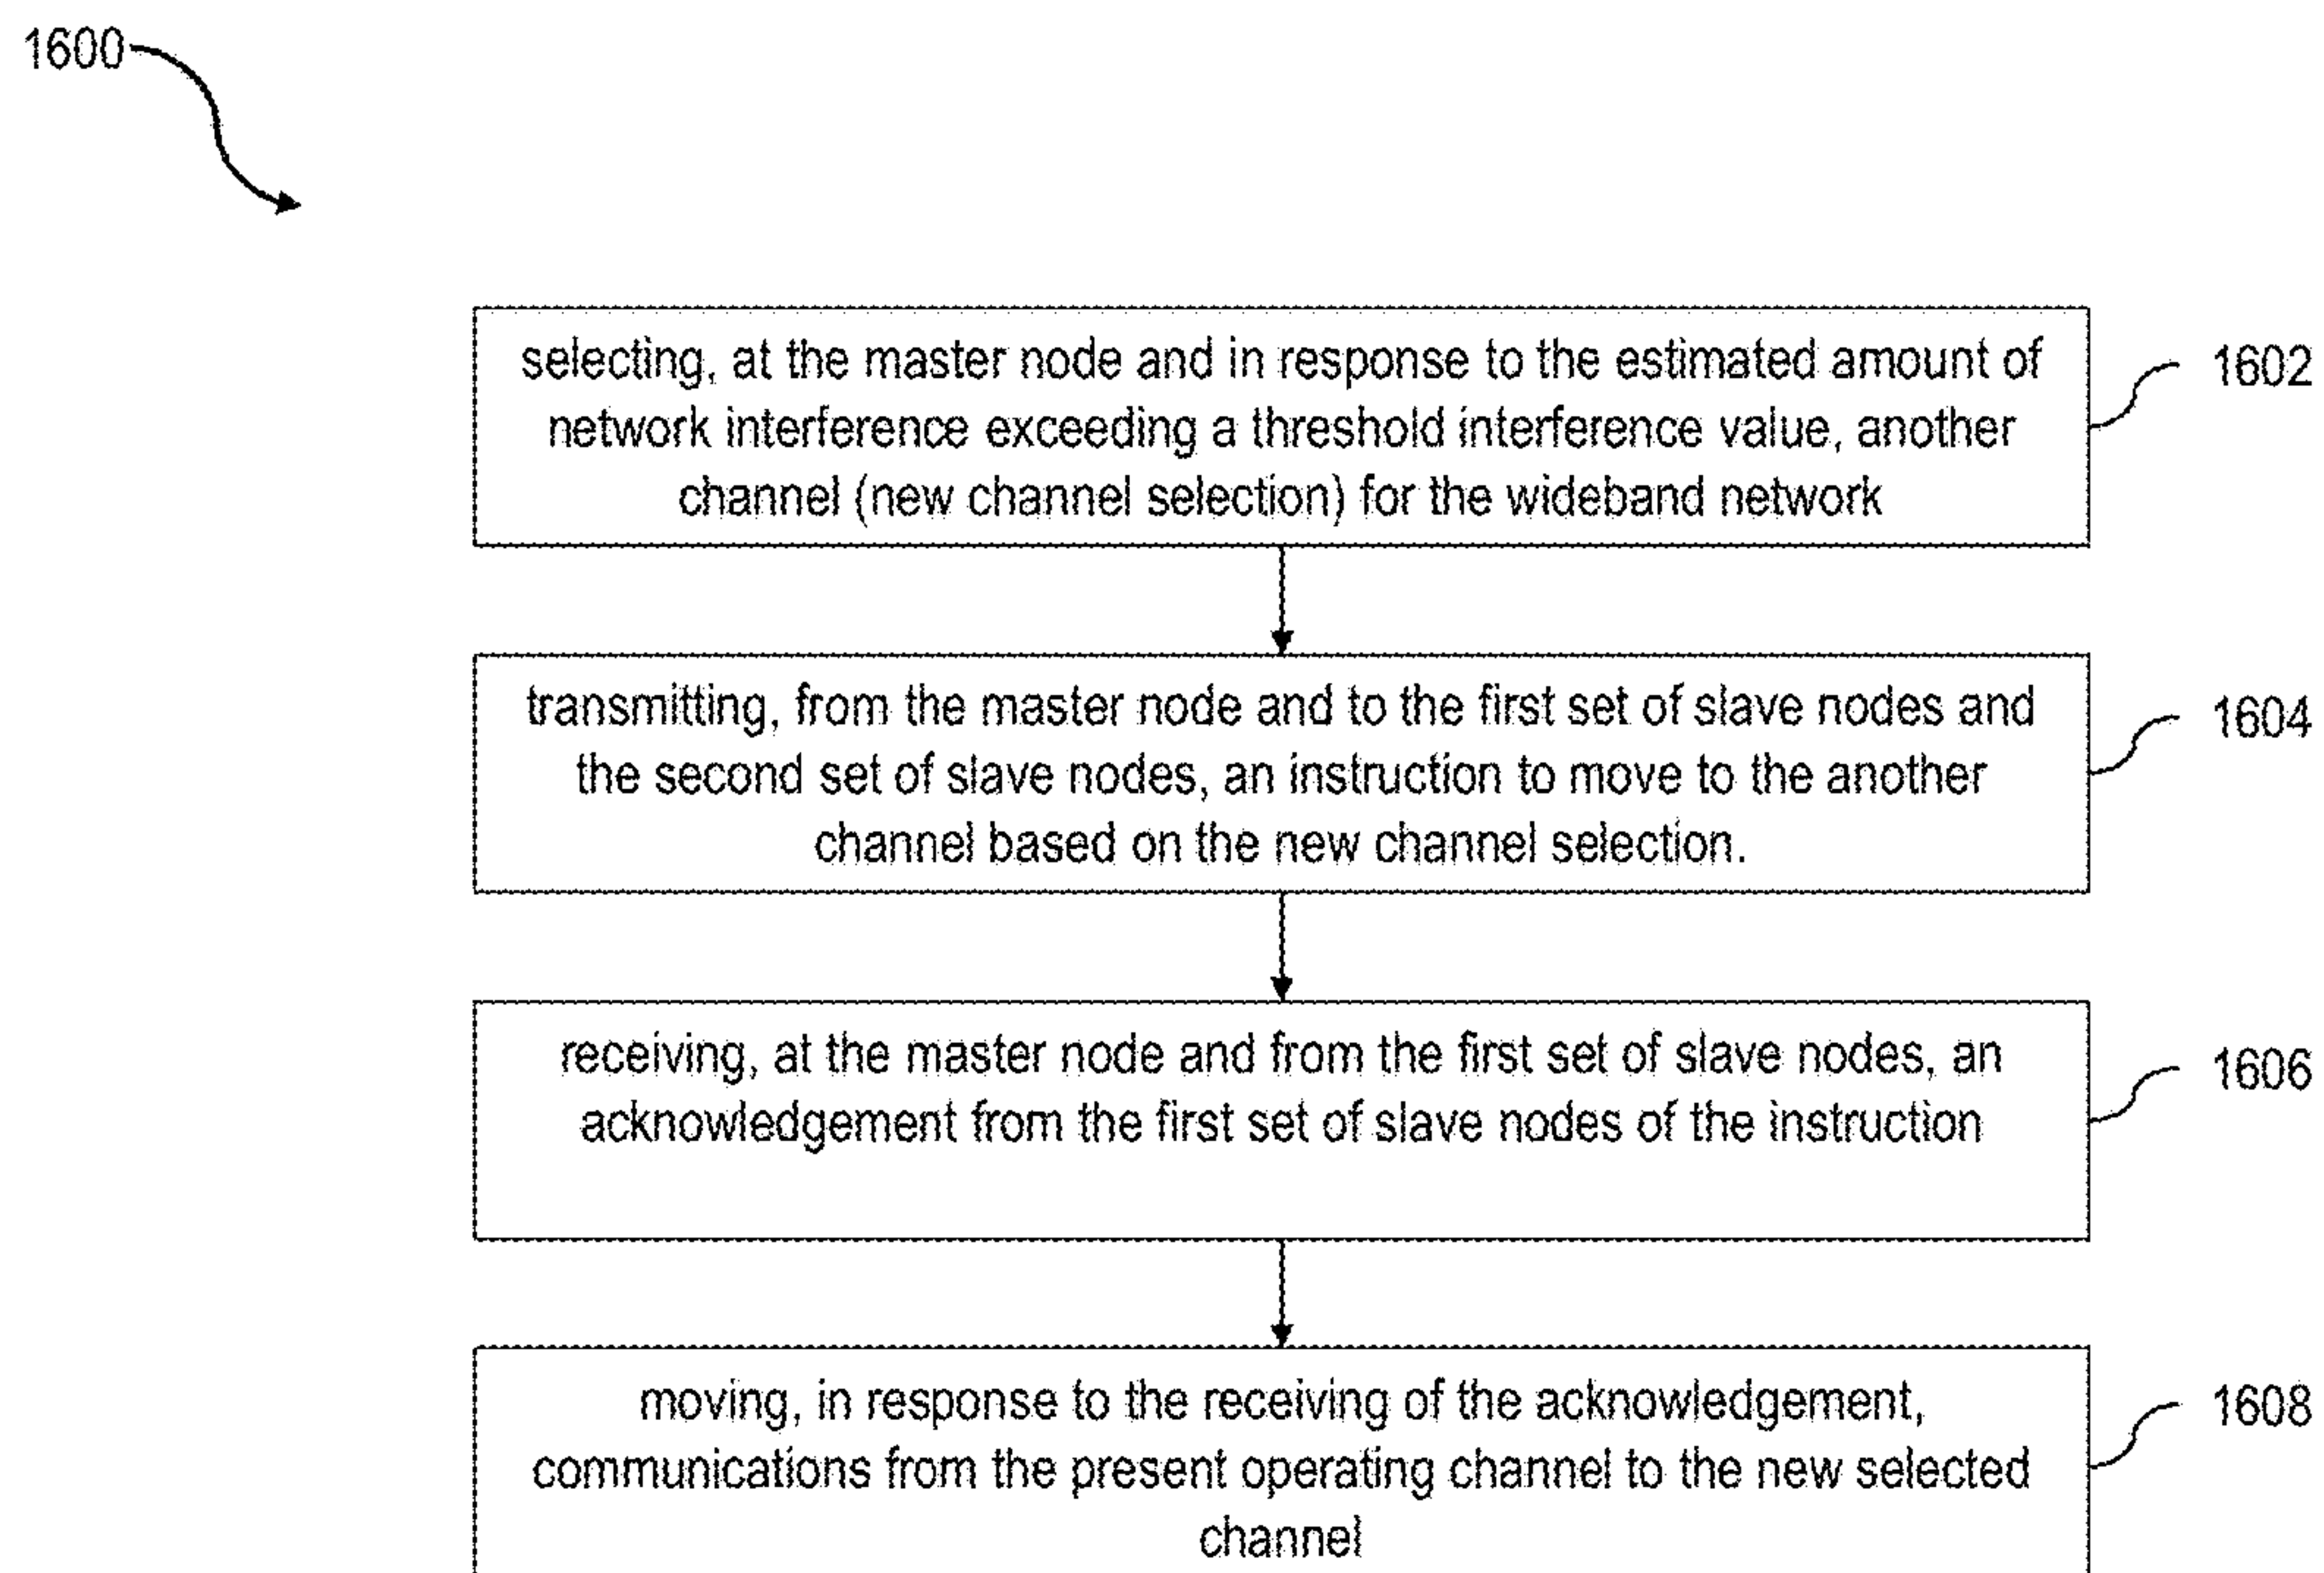 1600
selecting, at the master node and in response to the estimated amount of
network interference exceeding a threshold interference value, another
channel (new channel selection) for the wideband network
1602
transmitting, from the master node and to the first set of slave nodes and
the second set of slave nodes, an instruction to move to the another
channel based on the new channel selection.
1604
receiving, at the master node and from the first set of slave nodes, an
acknowledgement from the first set of slave nodes of the instruction
1606
moving, in response to the receiving of the acknowledgement,
communications from the present operating channel to the new selected
channel
1608